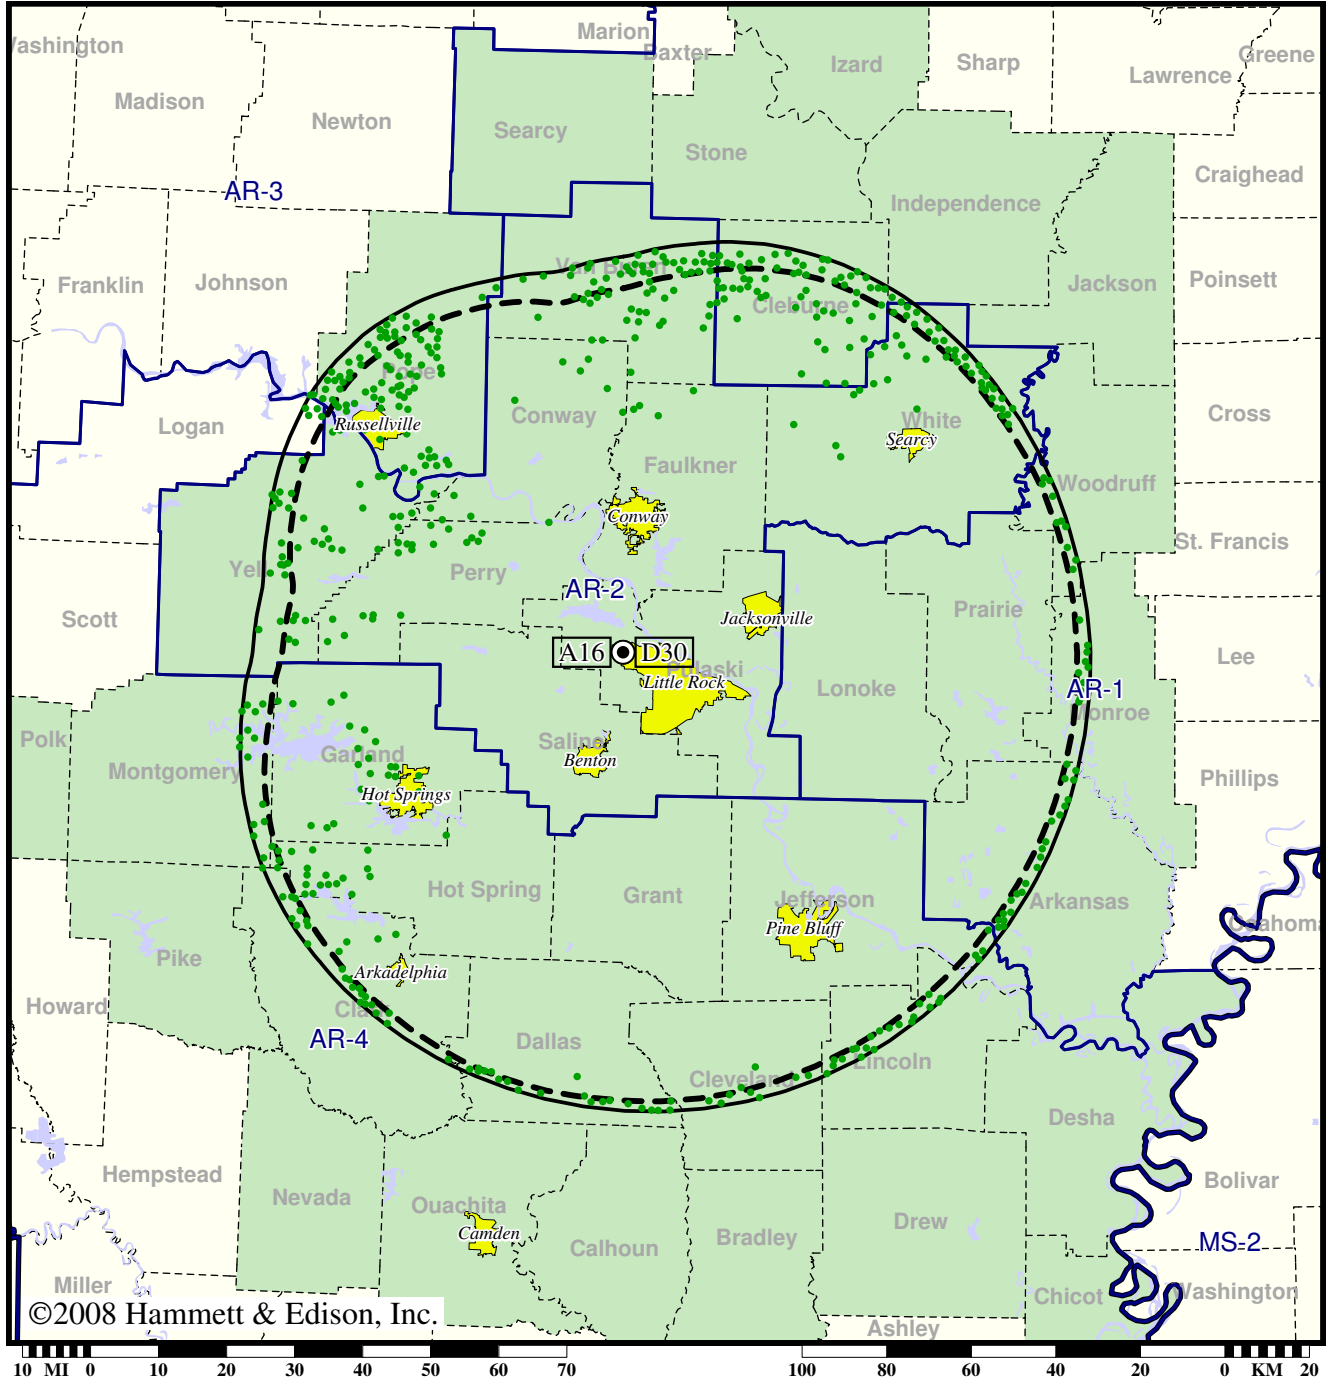 Washington
Marion
Baxter
Izard
Sharp
Greene
Lawrence
Madison
Newton
Searcy
Stone
Craighead
AR-3
Independence
Franklin
Johnson
Van Buren
Cleburne
Jackson
Poinsett
Pope
Logan
Russellville
Conway
White
Searcy
Cross
Faulkner
Woodruff
Conway
St. Francis
Yell
Perry
AR-2
Scott
Jacksonville
Prairie
A16
D30
Pulaski
Little Rock
Lonoke
AR-1
Monroe
Lee
Polk
Montgomery
Garland
Saline
Benton
Phillips
Hot Springs
Hot Spring
Grant
Jefferson
Pine Bluff
Arkansas
Coahoma
Pike
Arkadelphia
Howard
Clark
AR-4
Dallas
Cleveland
Lincoln
Desha
Hempstead
Nevada
Ouachita
Camden
Calhoun
Bradley
Drew
Bolivar
MS-2
Miller
Chicot
Washington
Ashley
©2008 Hammett & Edison, Inc.
10 MI 0 10 20 30 40 50 60 70 100 80 60 40 20 0 KM 20